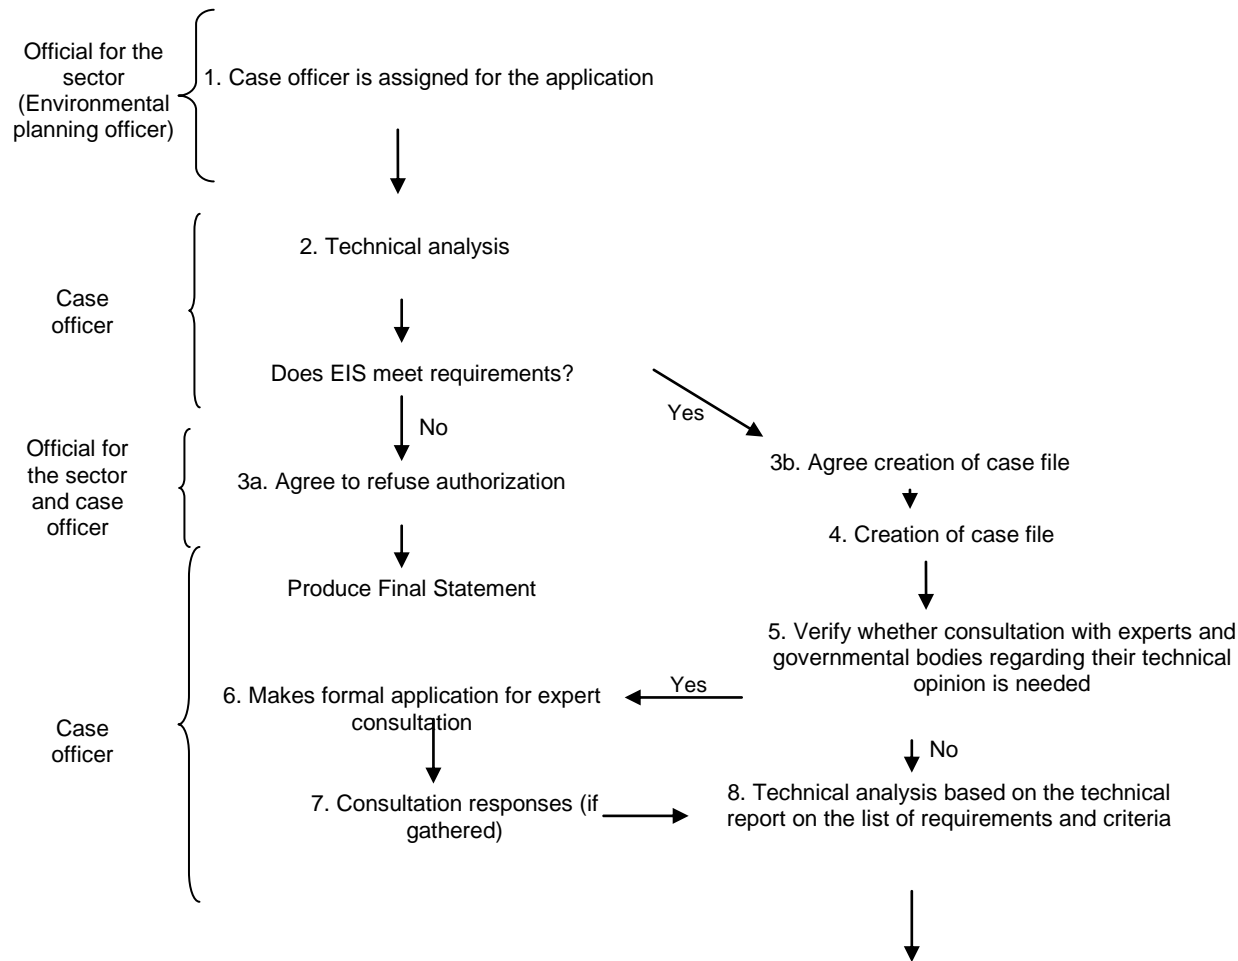 Official for the
sector
(Environmental
planning officer)
1. Case officer is assigned for the application
Case
officer
2. Technical analysis
Does EIS meet requirements?
Yes
No
Official for
the sector
and case
officer
3a. Agree to refuse authorization
3b. Agree creation of case file
4. Creation of case file
Produce Final Statement
5. Verify whether consultation with experts and
governmental bodies regarding their technical
opinion is needed
Yes
6. Makes formal application for expert
consultation
Case
officer
No
7. Consultation responses (if
gathered)
8. Technical analysis based on the technical
report on the list of requirements and criteria